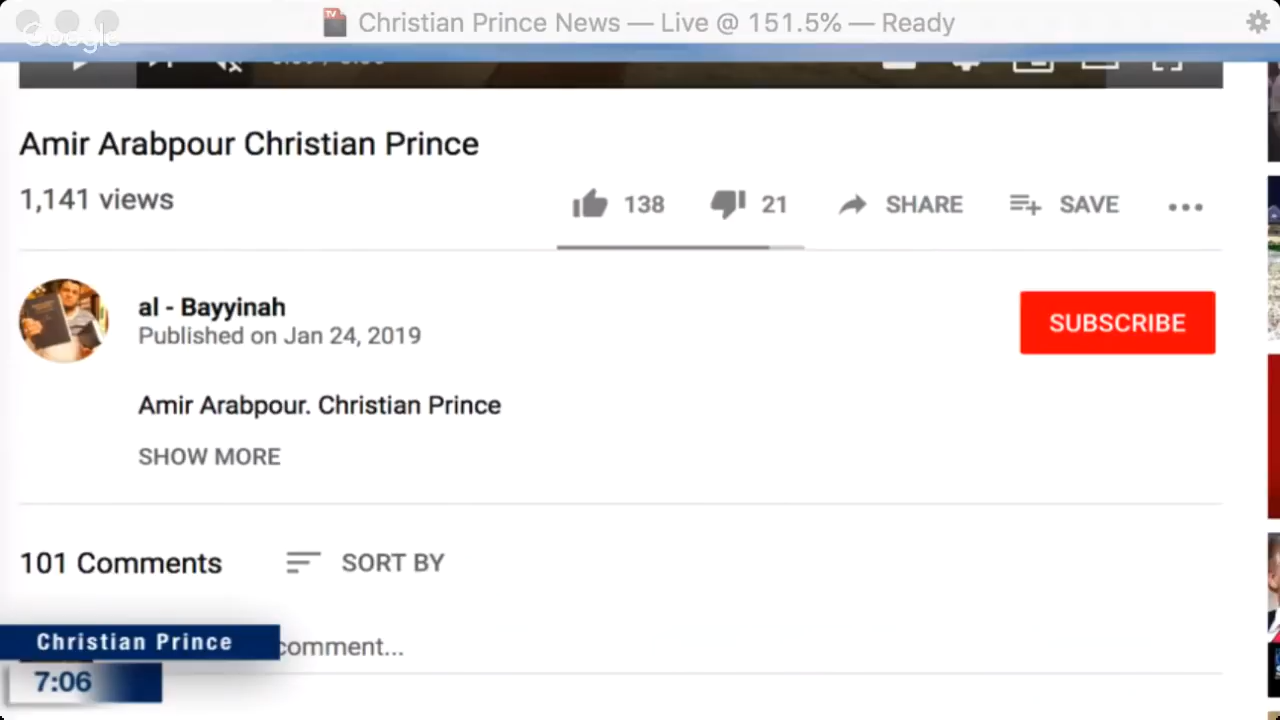 Christian Prince News — Live @ 151.5% — Ready
Google
Amir Arabpour Christian Prince
1,141 views
138
21
SHARE
SAVE
al - Bayyinah
Published on Jan 24, 2019
SUBSCRIBE
Amir Arabpour. Christian Prince
SHOW MORE
101 Comments
SORT BY
comment...
Christian Prince
7:06